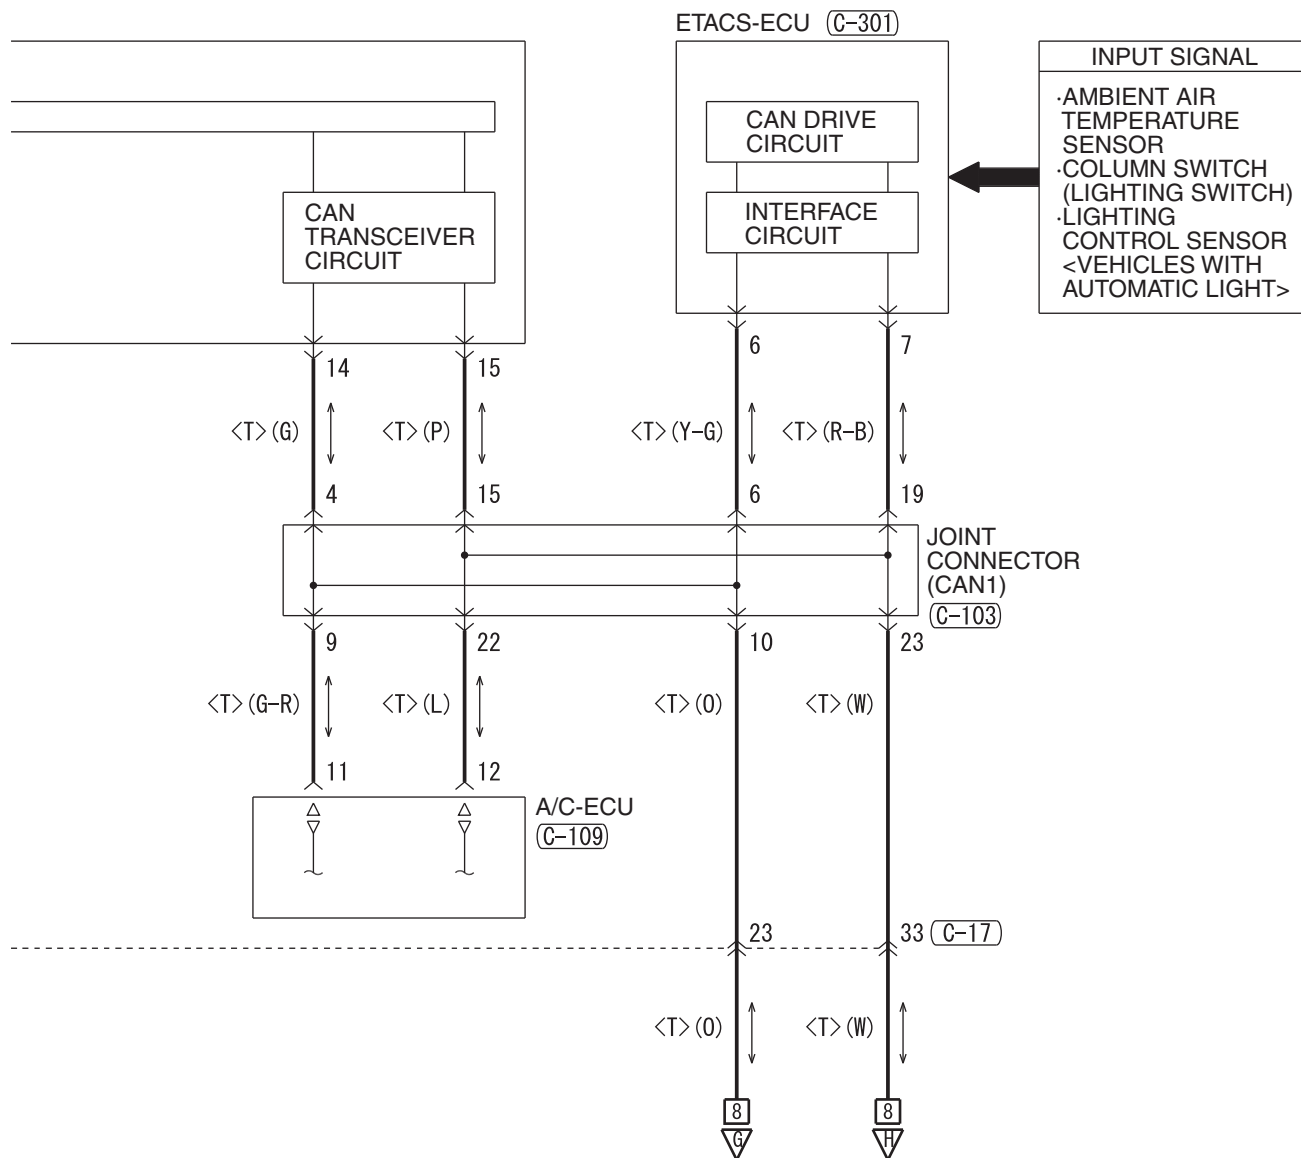 ETACS-ECU (C-301)
INPUT SIGNAL
·AMBIENT AIR
TEMPERATURE
SENSOR
·COLUMN SWITCH
(LIGHTING SWITCH)
·LIGHTING
CONTROL SENSOR
<VEHICLES WITH
AUTOMATIC LIGHT>
CAN DRIVE
CIRCUIT
INTERFACE
CIRCUIT
CAN
TRANSCEIVER
CIRCUIT
14 15 6 7
<T>(G) <T>(P) <T>(Y-G) <T>(R-B)
4 15 6 19
JOINT
CONNECTOR
(CAN1)
(C-103)
9 22 10 23
<T>(G-R) <T>(L) <T>(O) <T>(W)
11 12
A/C-ECU
(C-109)
23 33 (C-17)
<T>(O) <T>(W)
8 8
G H